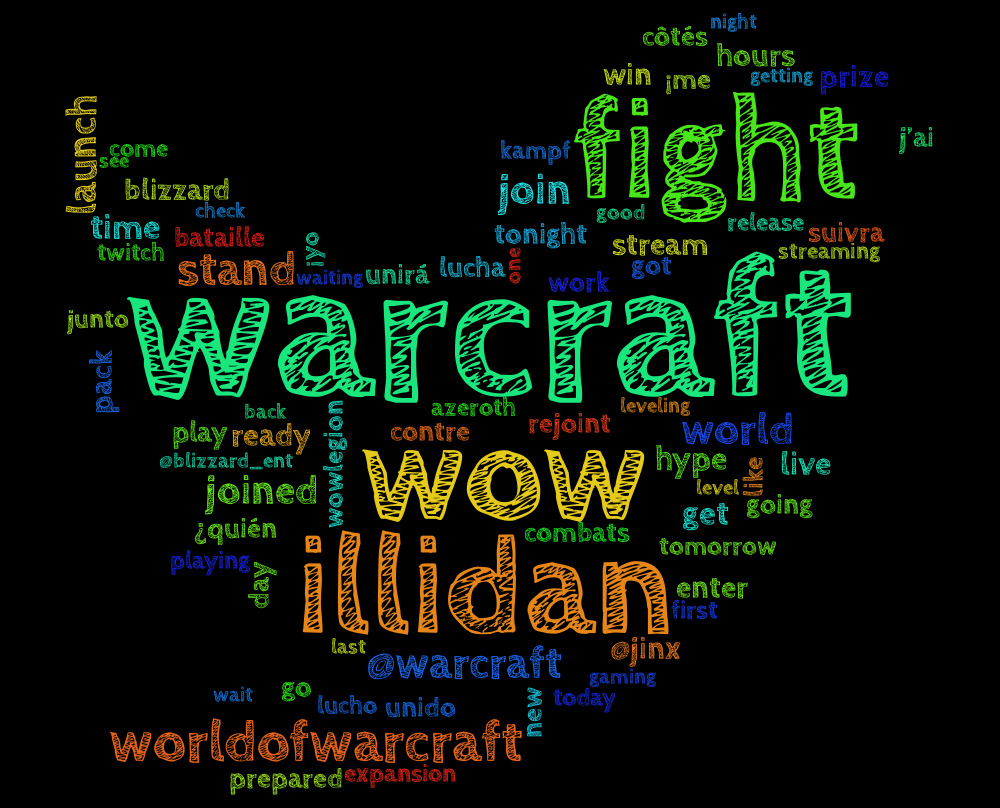 night
côtés
hours
win
¡me
getting
prize
fight
launch
j'ai
come
see
kampf
blizzard
join
check
good
release
time
bataille
tonight
suivra
twitch
stream
streaming
iyo
stand
waiting
unirá
lucha
one
got
work
warcraft
junto
pack
back
azeroth
leveling
play
ready
contre
rejoint
world
@blizzard_ent
wowlegion
wow
hype
live
level
like
joined
get
going
¿quién
combats
tomorrow
playing
day
illidan
enter
first
last
@warcraft
@jinx
gaming
wait
go
lucho
unido
new
today
worldofwarcraft
prepared
expansion